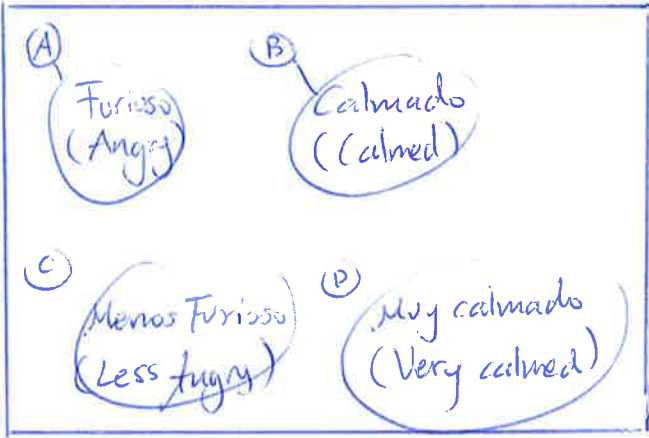 A
Furioso
(Angry)
B
Calmado
(Calmed)
C
Menos Furioso
(Less Angry)
D
Muy calmado
(Very calmed)